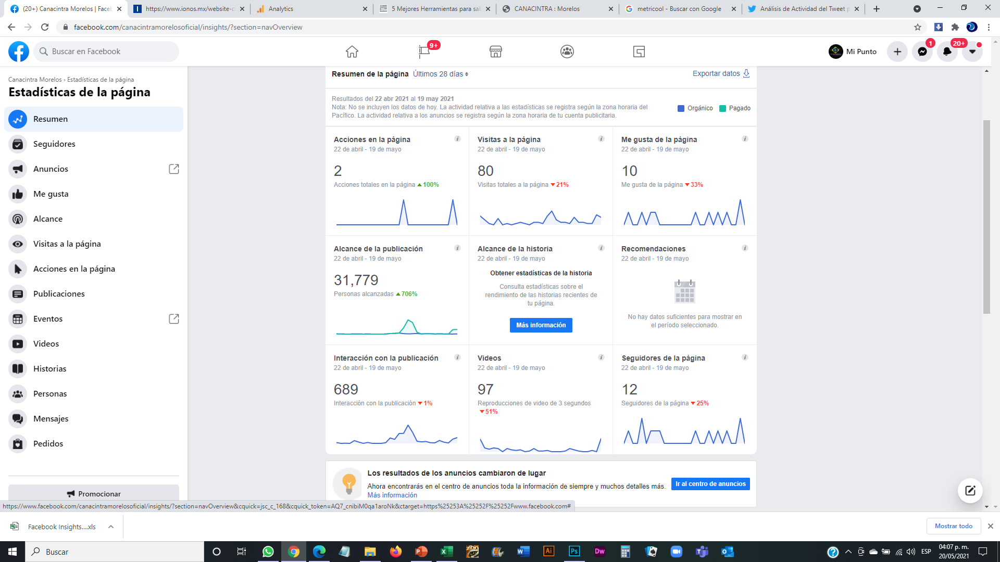 (20+) Canacintra Morelos | Faceb
https://www.ionos.mx/website-c
Analytics
5 Mejores Herramientas para sab
CANACINTRA : Morelos
metricool - Buscar con Google
Análisis de Actividad del Tweet p
facebook.com/canacintramorelosoficial/insights/?section=navOverview
Buscar en Facebook
9+
Mi Punto
1
20+
Canacintra Morelos › Estadísticas de la página
Estadísticas de la página
Resumen
Seguidores
Anuncios
Me gusta
Alcance
Visitas a la página
Acciones en la página
Publicaciones
Eventos
Videos
Historias
Personas
Mensajes
Pedidos
Promocionar
Resumen de la página Últimos 28 días
Exportar datos
Resultados del 22 abr 2021 al 19 may 2021
Nota: No se incluyen los datos de hoy. La actividad relativa a las estadísticas se registra según la zona horaria del
Pacífico. La actividad relativa a los anuncios se registra según la zona horaria de tu cuenta publicitaria.
Orgánico Pagado
Acciones en la página
22 de abril - 19 de mayo
2
Acciones totales en la página 100%
Visitas a la página
22 de abril - 19 de mayo
80
Visitas totales a la página 21%
Me gusta de la página
22 de abril - 19 de mayo
10
Me gusta de la página 33%
Alcance de la publicación
22 de abril - 19 de mayo
31,779
Personas alcanzadas 706%
Alcance de la historia
22 de abril - 19 de mayo
Obtener estadísticas de la historia
Consulta estadísticas sobre el
rendimiento de las historias recientes de
tu página.
Más información
Recomendaciones
22 de abril - 19 de mayo
No hay datos suficientes para mostrar en
el período seleccionado.
Interacción con la publicación
22 de abril - 19 de mayo
689
Interacción con la publicación 1%
Videos
22 de abril - 19 de mayo
97
Reproducciones de video de 3 segundos
51%
Seguidores de la página
22 de abril - 19 de mayo
12
Seguidores de la página 25%
Los resultados de los anuncios cambiaron de lugar
Ahora encontrarás en el centro de anuncios toda la información de siempre y muchos detalles más.
Más información
Ir al centro de anuncios
https://www.facebook.com/canacintramorelosoficial/insights/?section=navOverview&cquick=jsc_c_168&cquick_token=AQ7_cnibiM0qa1aroNk&ctarget=https%25253A%25252F%25252Fwww.facebook.com#
Facebook Insights....xls
Mostrar todo
Buscar
Ai
Ps
Dw
ESP
04:07 p. m.
20/05/2021